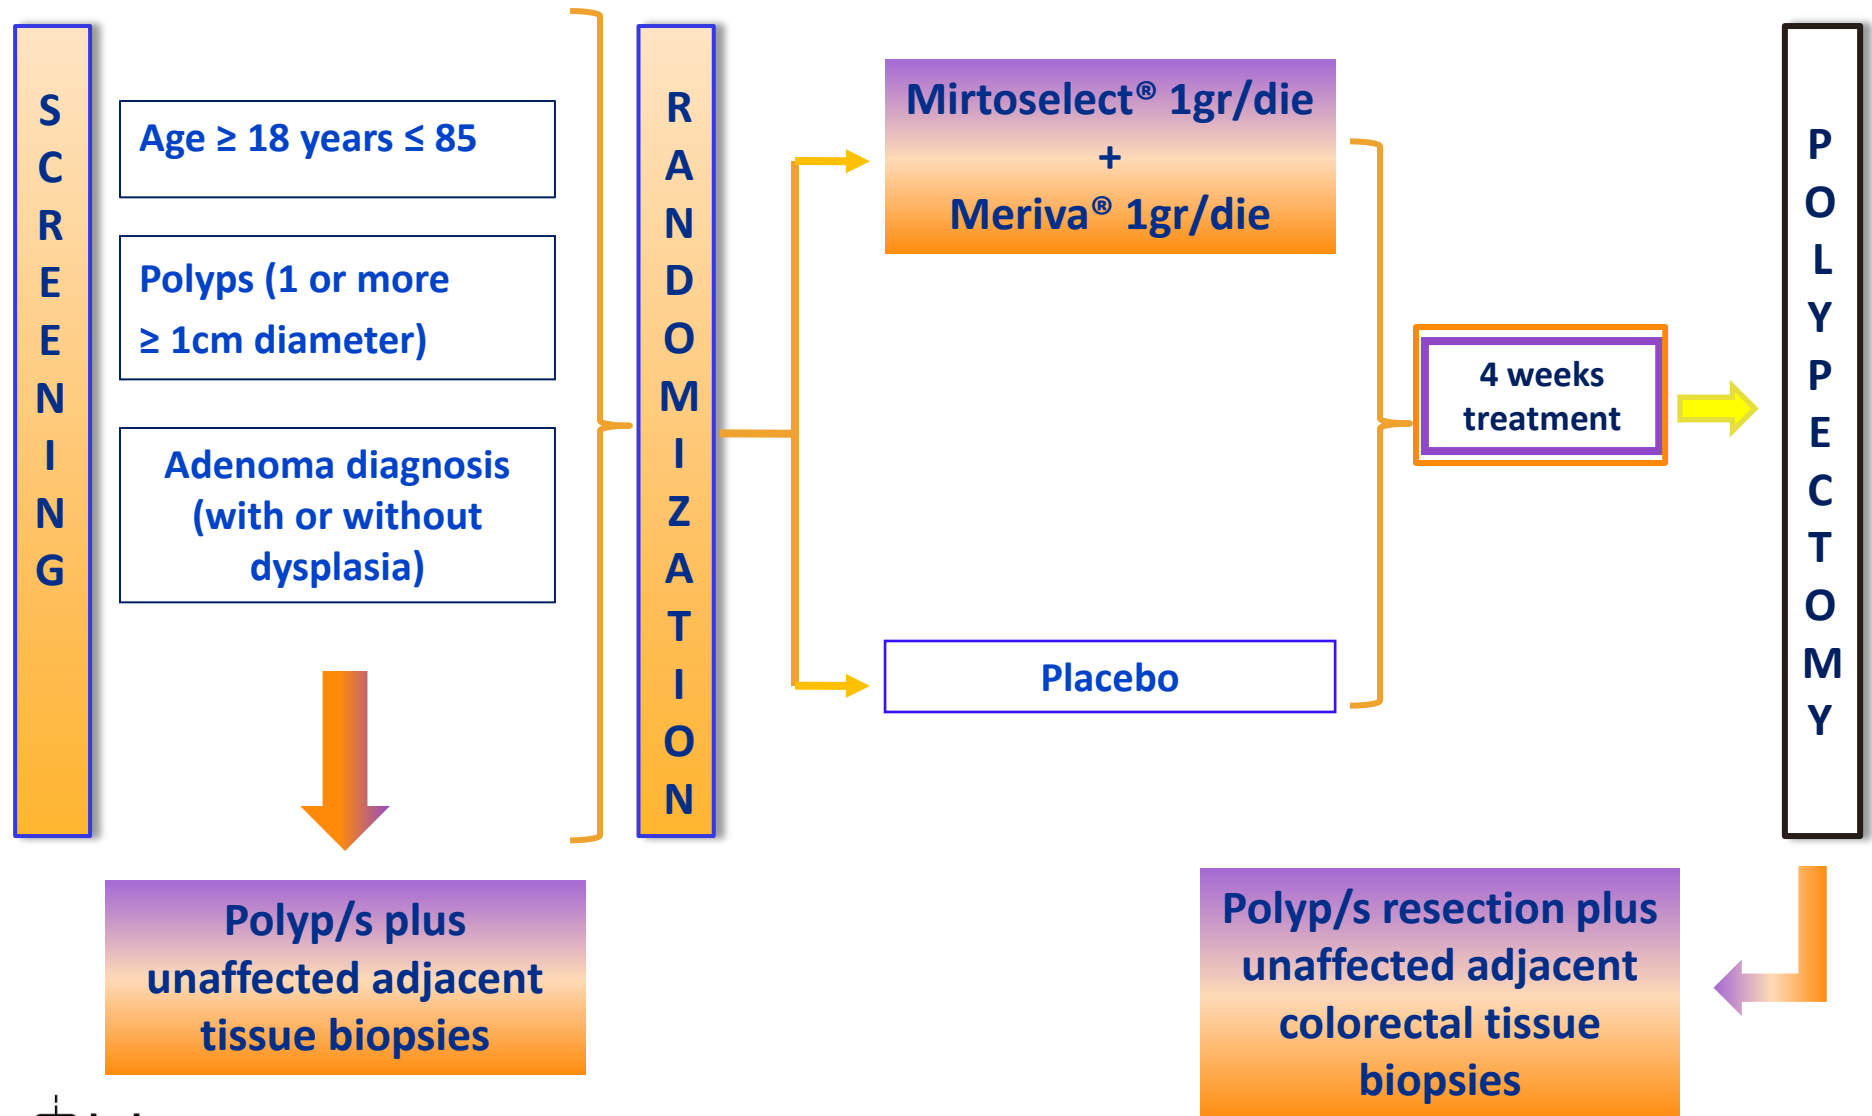 SCREENING
Age ≥ 18 years ≤ 85
Polyps (1 or more
≥ 1cm diameter)
Adenoma diagnosis
(with or without
dysplasia)
Polyp/s plus
unaffected adjacent
tissue biopsies
RANDOMIZATION
Mirtoselect® 1gr/die
+
Meriva® 1gr/die
Placebo
4 weeks
treatment
POLYPECTOMY
Polyp/s resection plus
unaffected adjacent
colorectal tissue
biopsies